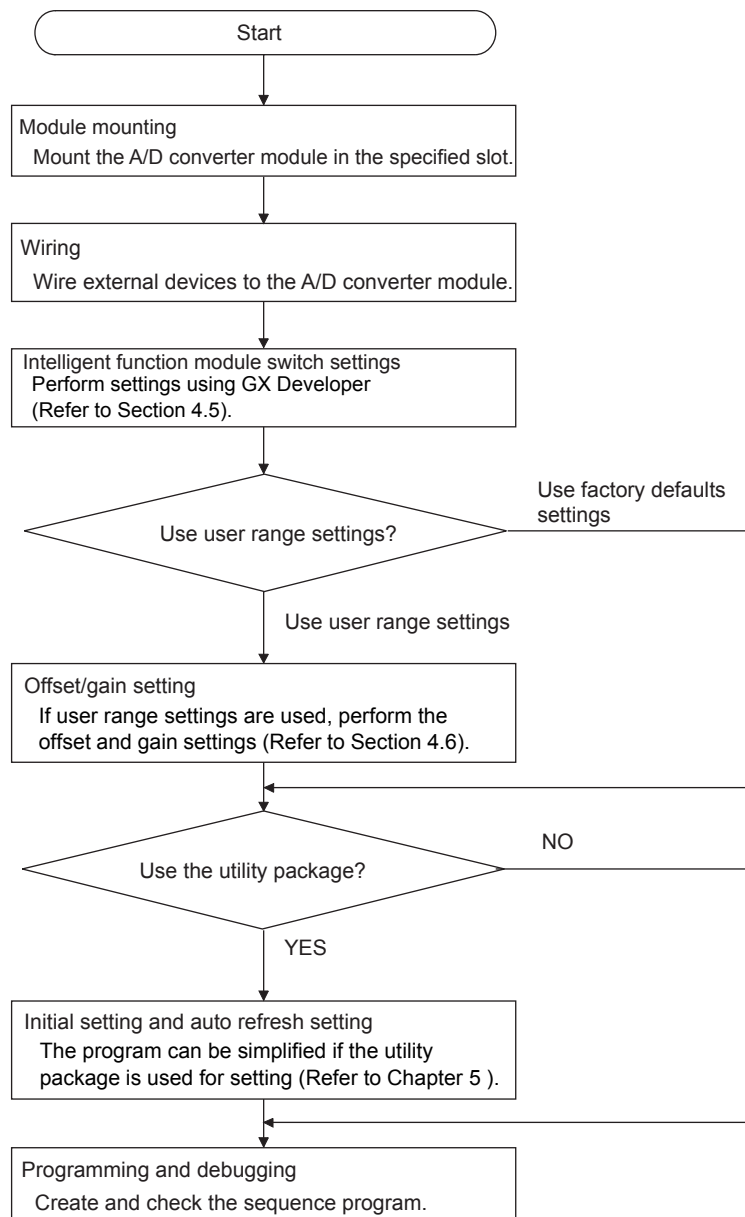 Start
Module mounting
Mount the A/D converter module in the specified slot.
Wiring
Wire external devices to the A/D converter module.
Intelligent function module switch settings
Perform settings using GX Developer
(Refer to Section 4.5).
Use factory defaults
settings
Use user range settings?
Use user range settings
Offset/gain setting
If user range settings are used, perform the
offset and gain settings (Refer to Section 4.6).
NO
Use the utility package?
YES
Initial setting and auto refresh setting
The program can be simplified if the utility
package is used for setting (Refer to Chapter 5 ).
Programming and debugging
Create and check the sequence program.